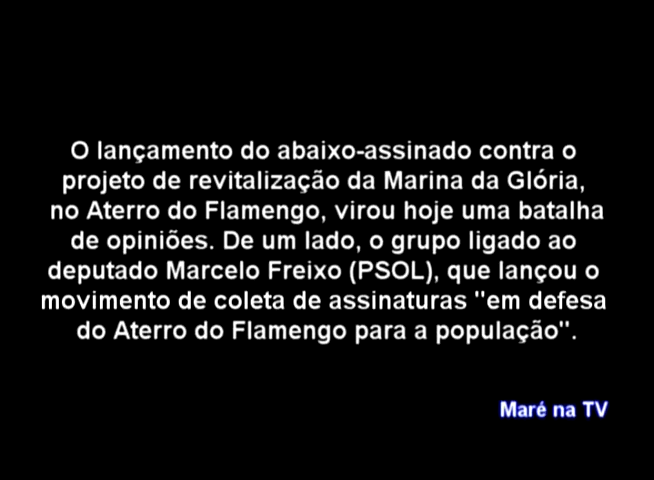 O lançamento do abaixo-assinado contra o
projeto de revitalização da Marina da Glória,
no Aterro do Flamengo, virou hoje uma batalha
de opiniões. De um lado, o grupo ligado ao
deputado Marcelo Freixo (PSOL), que lançou o
movimento de coleta de assinaturas "em defesa
do Aterro do Flamengo para a população".
Maré na TV